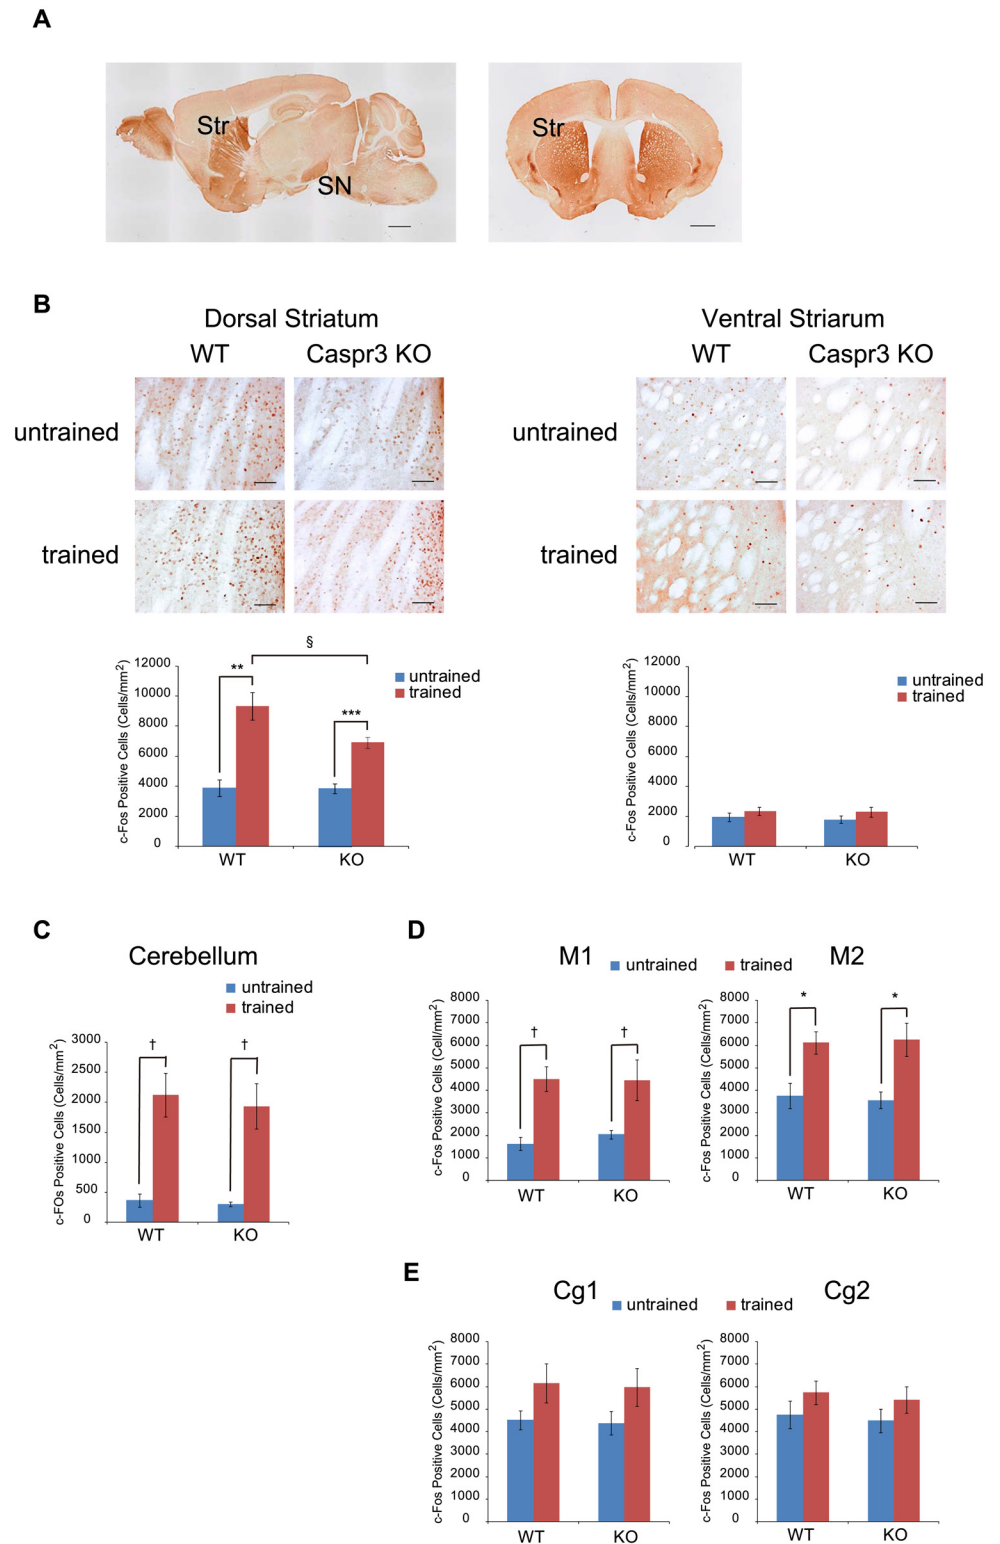 A
Str
SN
Str
B
Dorsal Striatum
WT
Caspr3 KO
untrained
trained
Ventral Striarum
WT
Caspr3 KO
untrained
trained
c-Fos Positive Cells (Cells/mm2)
12000
10000
8000
6000
4000
2000
0
**
§
***
untrained
trained
WT
KO
c-Fos Positive Cells (Cells/mm2)
12000
10000
8000
6000
4000
2000
0
untrained
trained
WT
KO
C
Cerebellum
untrained
trained
c-FOs Positive Cells (Cells/mm2)
3000
2500
2000
1500
1000
500
0
†
†
WT
KO
D
M1
untrained
trained
M2
c-Fos Positive Cells (Cell/mm2)
8000
7000
6000
5000
4000
3000
2000
1000
0
†
†
WT
KO
c-Fos Positive Cells (Cells/mm2)
8000
7000
6000
5000
4000
3000
2000
1000
0
*
*
WT
KO
E
Cg1
untrained
trained
Cg2
c-Fos Positive Cells (Cells/mm2)
8000
7000
6000
5000
4000
3000
2000
1000
0
WT
KO
c-Fos Positive Cells (Cells/mm2)
8000
7000
6000
5000
4000
3000
2000
1000
0
WT
KO